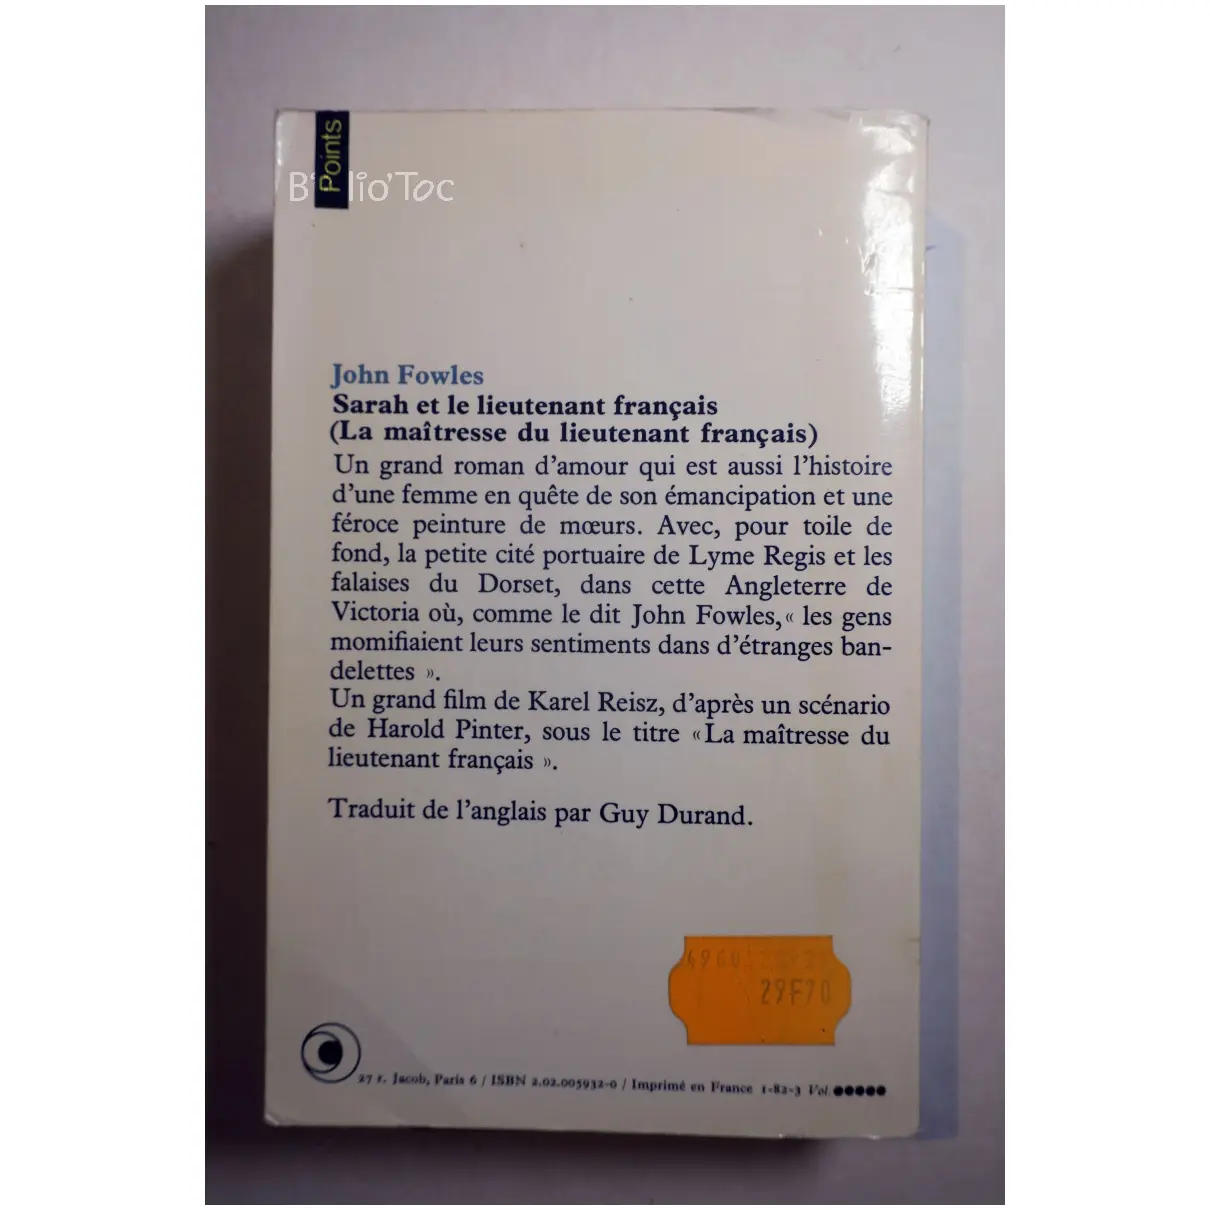 Points
Biblio'Toc
John Fowles
Sarah et le lieutenant français
(La maîtresse du lieutenant français)
Un grand roman d'amour qui est aussi l'histoire
d'une femme en quête de son émancipation et une
féroce peinture de mœurs. Avec, pour toile de
fond, la petite cité portuaire de Lyme Regis et les
falaises du Dorset, dans cette Angleterre de
Victoria où, comme le dit John Fowles, « les gens
momifiaient leurs sentiments dans d'étranges ban-
delettes ».
Un grand film de Karel Reisz, d'après un scénario
de Harold Pinter, sous le titre « La maîtresse du
lieutenant français ».
Traduit de l'anglais par Guy Durand.
29F70
27 r. Jacob, Paris 6 / ISBN 2.02.005932-0 / Imprimé en France 1-82-3 Vol. ●●●●●